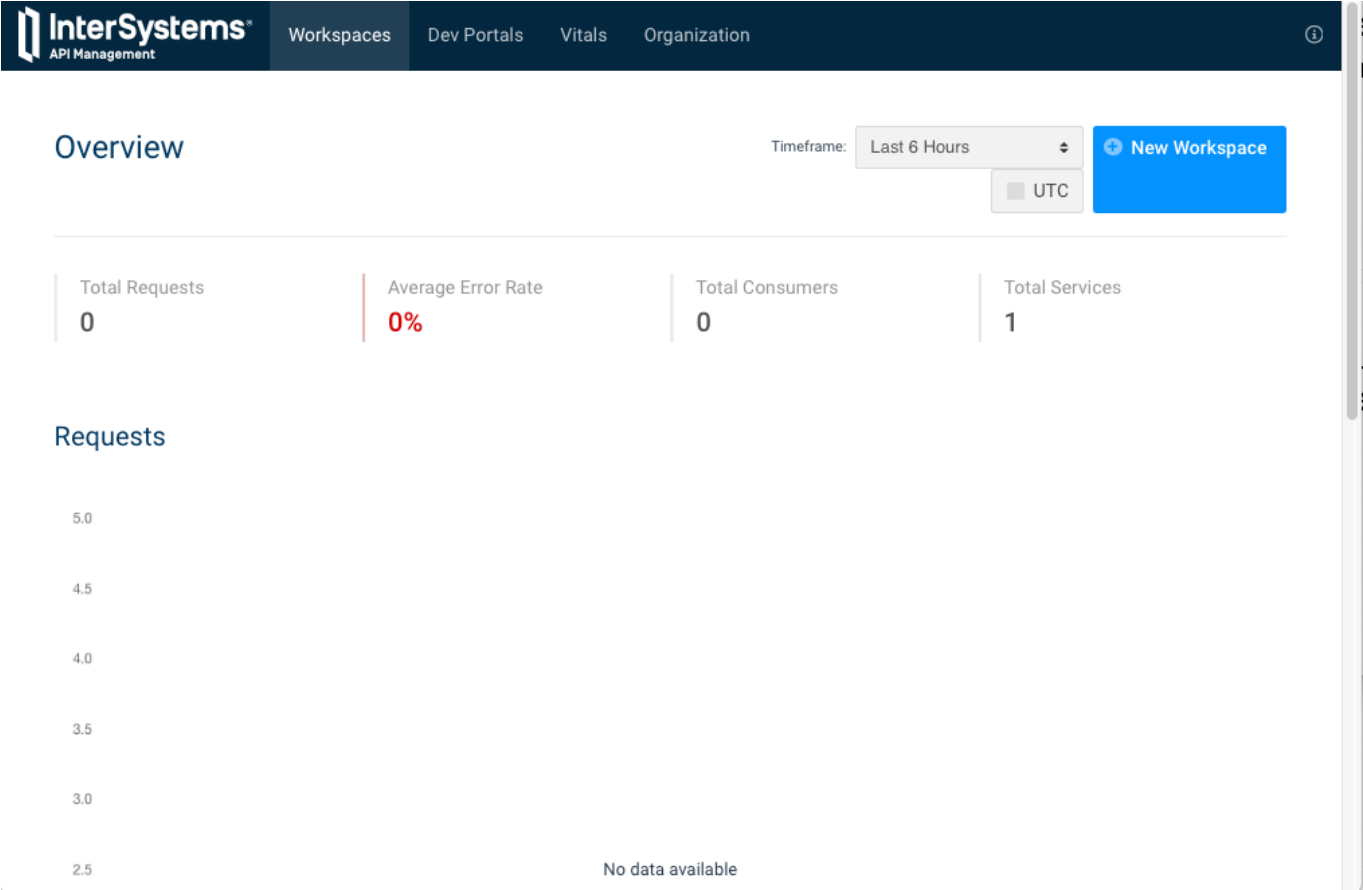 InterSystems®
API Management
Workspaces Dev Portals Vitals Organization
Overview
Timeframe: Last 6 Hours
New Workspace
UTC
Total Requests Average Error Rate Total Consumers Total Services
0 0% 0 1
Requests
5.0
4.5
4.0
3.5
3.0
2.5
No data available